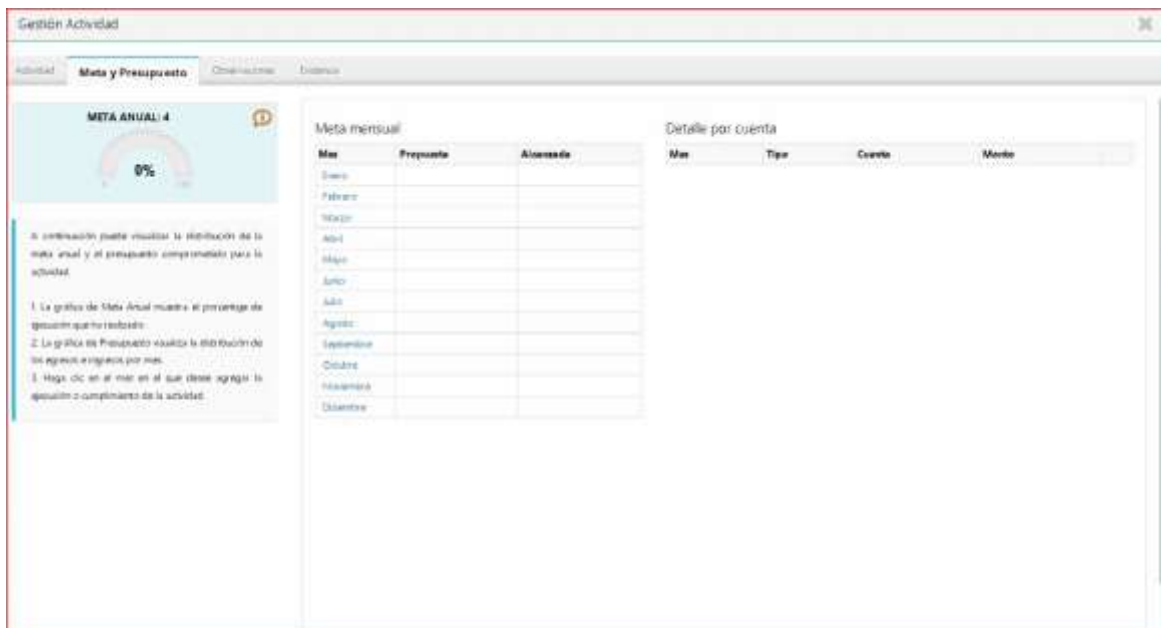 Gestión Actividad
Actividad Meta y Presupuesto Observaciones Evidencia
META ANUAL: 4
0%
A continuación puede visualizar la distribución de la
meta anual y el presupuesto comprometido para la
actividad.
1. La gráfica de Meta Anual muestra el porcentaje de
ejecución que ha realizado.
2. La gráfica de Presupuesto visualiza la distribución de
los egresos e ingresos por mes.
3. Haga clic en el mes en el que desee agregar la
ejecución o cumplimiento de la actividad.
Meta mensual
Mes Propuesta Alcanzada
Enero
Febrero
Marzo
Abril
Mayo
Junio
Julio
Agosto
Septiembre
Octubre
Noviembre
Diciembre
Detalle por cuenta
Mes Tipo Cuenta Monto